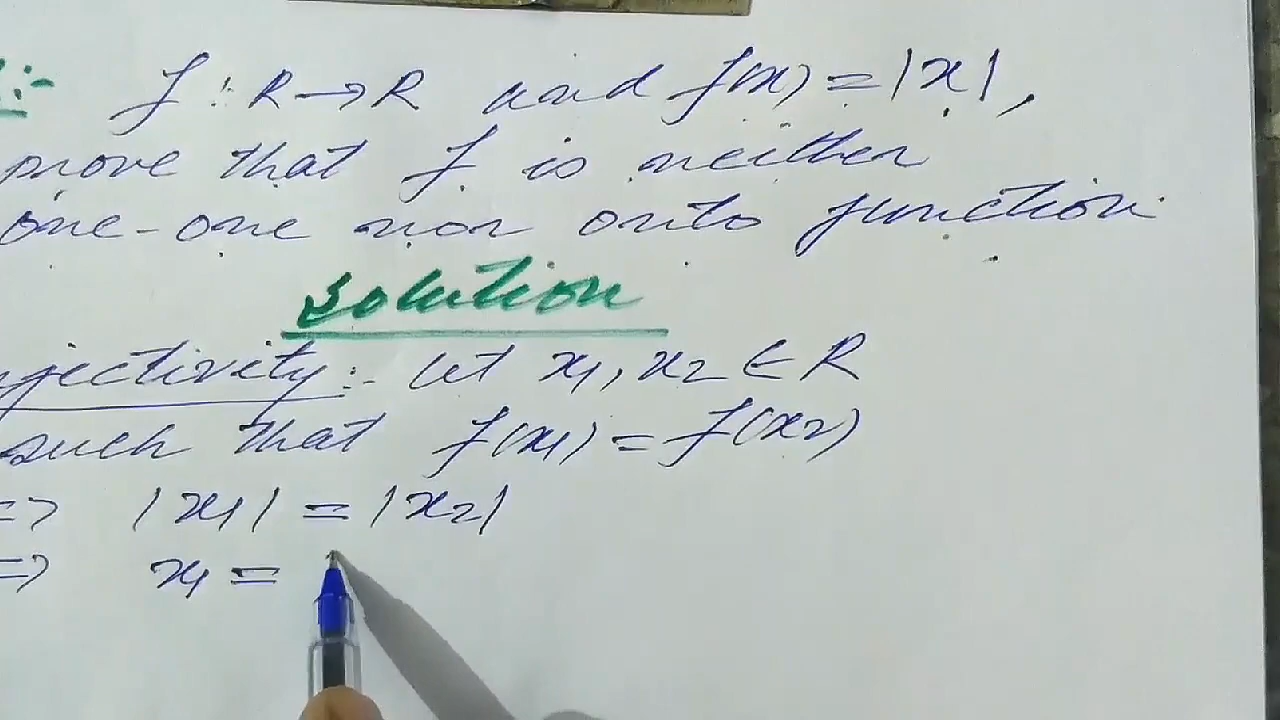 :- f : R→R and f(x) = |x|,
prove that f is neither
one-one nor onto function
Solution
jectivity:- let x₁, x₂ ∈ R
such that f(x₁) = f(x₂)
=> |x₁| = |x₂|
=> x₁ =